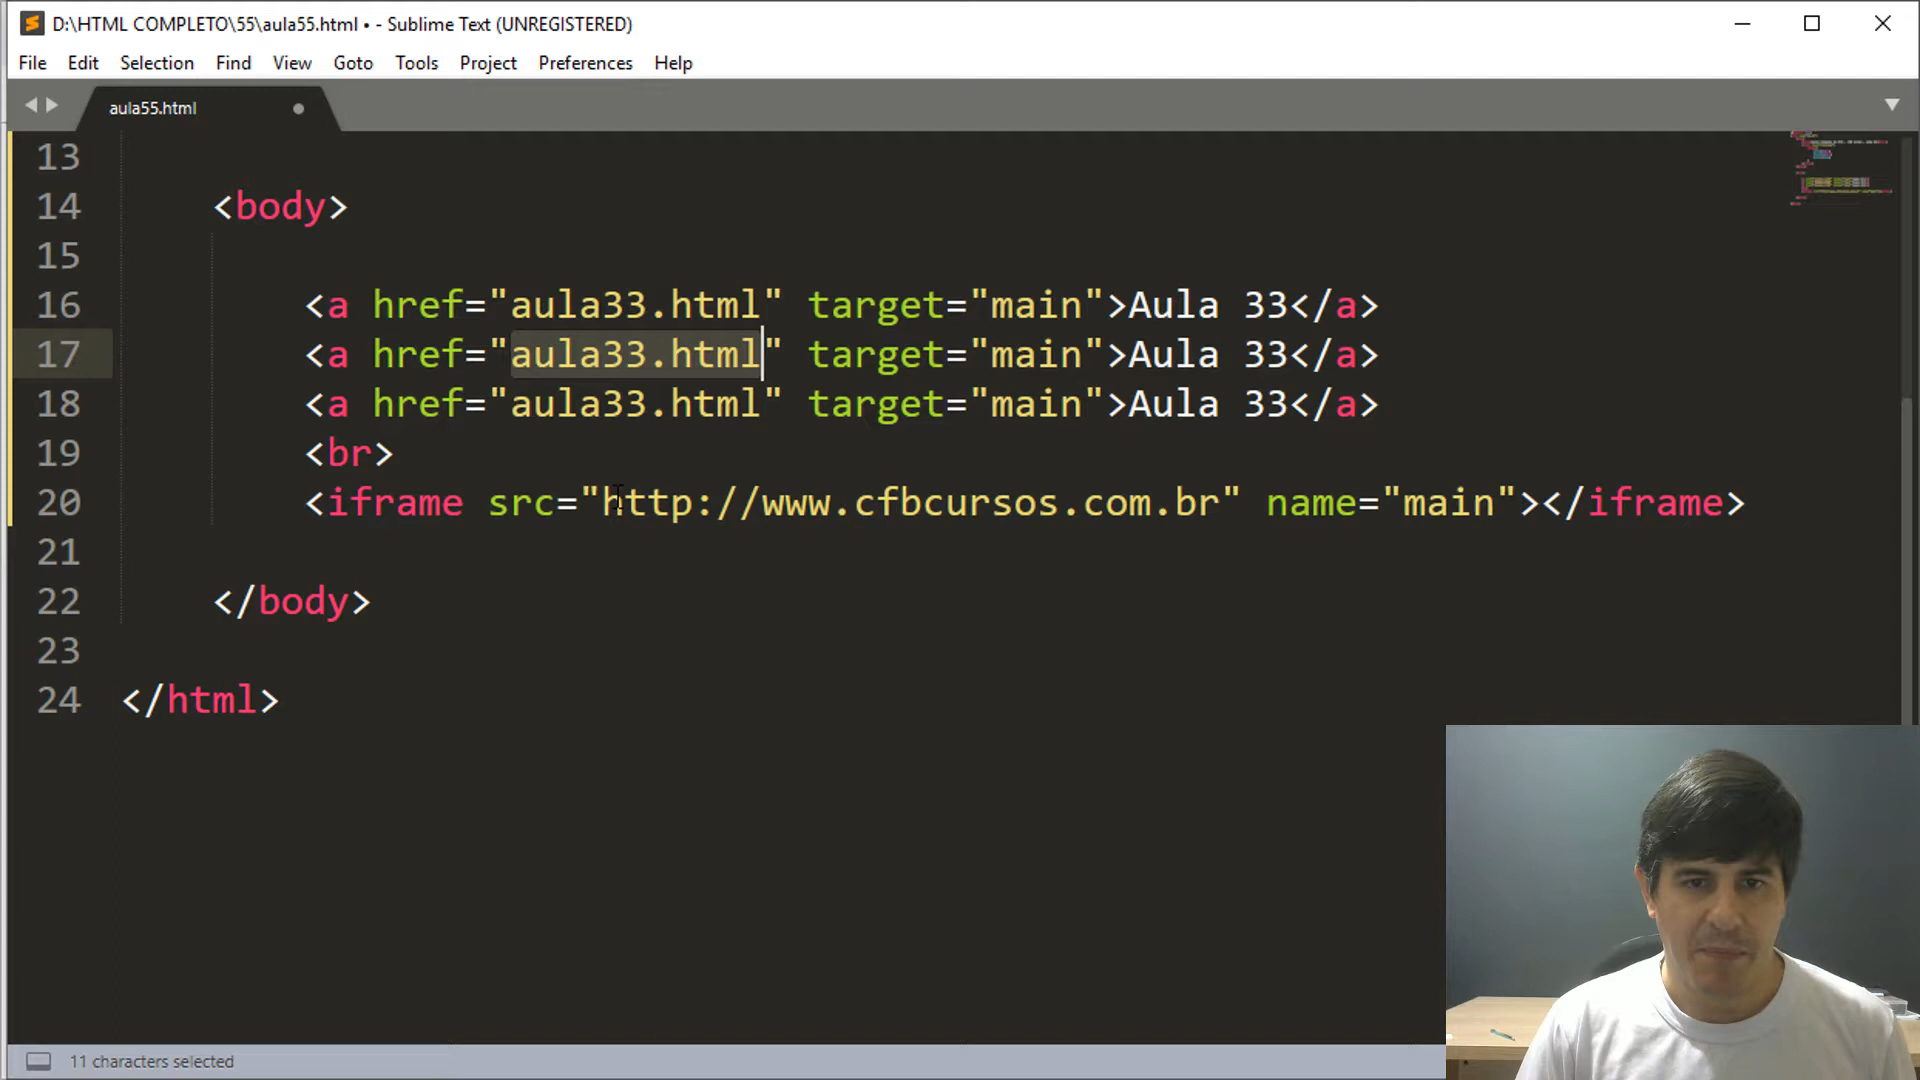 D:\HTML COMPLETO\55\aula55.html • - Sublime Text (UNREGISTERED)
File Edit Selection Find View Goto Tools Project Preferences Help
aula55.html
13
14 <body>
15
16 <a href="aula33.html" target="main">Aula 33</a>
17 <a href="aula33.html" target="main">Aula 33</a>
18 <a href="aula33.html" target="main">Aula 33</a>
19 <br>
20 <iframe src="http://www.cfbcursos.com.br" name="main"></iframe>
21
22 </body>
23
24 </html>
11 characters selected